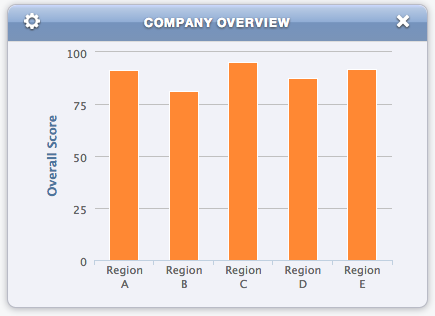 COMPANY OVERVIEW
Overall Score
100
75
50
25
0
Region
A
Region
B
Region
C
Region
D
Region
E